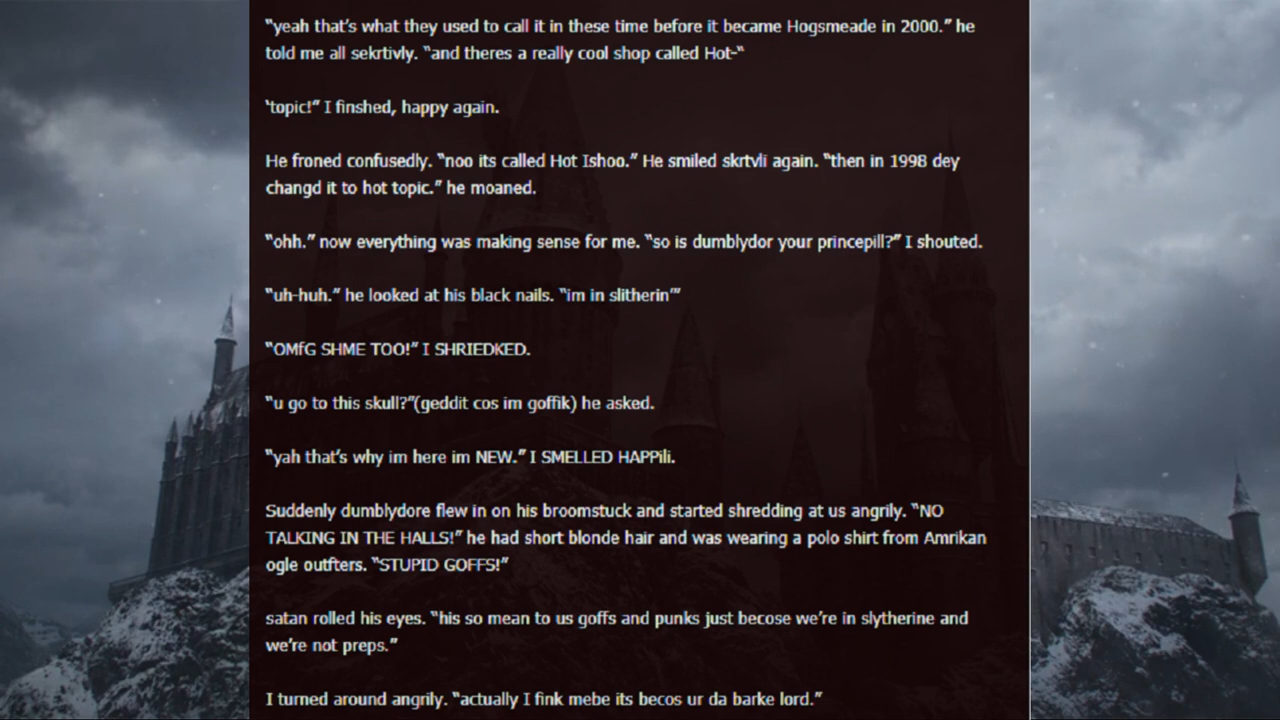 “yeah that’s what they used to call it in these time before it became Hogsmeade in 2000.” he
told me all sekrtivly. “and theres a really cool shop called Hot-“
‘topic!” I finshed, happy again.
He froned confusedly. “noo its called Hot Ishoo.” He smiled skrtvli again. “then in 1998 dey
changd it to hot topic.” he moaned.
“ohh.” now everything was making sense for me. “so is dumblydor your princepill?” I shouted.
“uh-huh.” he looked at his black nails. “im in slitherin’”
“OMfG SHME TOO!” I SHRIEDKED.
“u go to this skull?”(geddit cos im goffik) he asked.
“yah that’s why im here im NEW.” I SMELLED HAPPili.
Suddenly dumblydore flew in on his broomstuck and started shredding at us angrily. “NO
TALKING IN THE HALLS!” he had short blonde hair and was wearing a polo shirt from Amrikan
ogle outfters. “STUPID GOFFS!”
satan rolled his eyes. “his so mean to us goffs and punks just becose we’re in slytherine and
we’re not preps.”
I turned around angrily. “actually I fink mebe its becos ur da barke lord.”